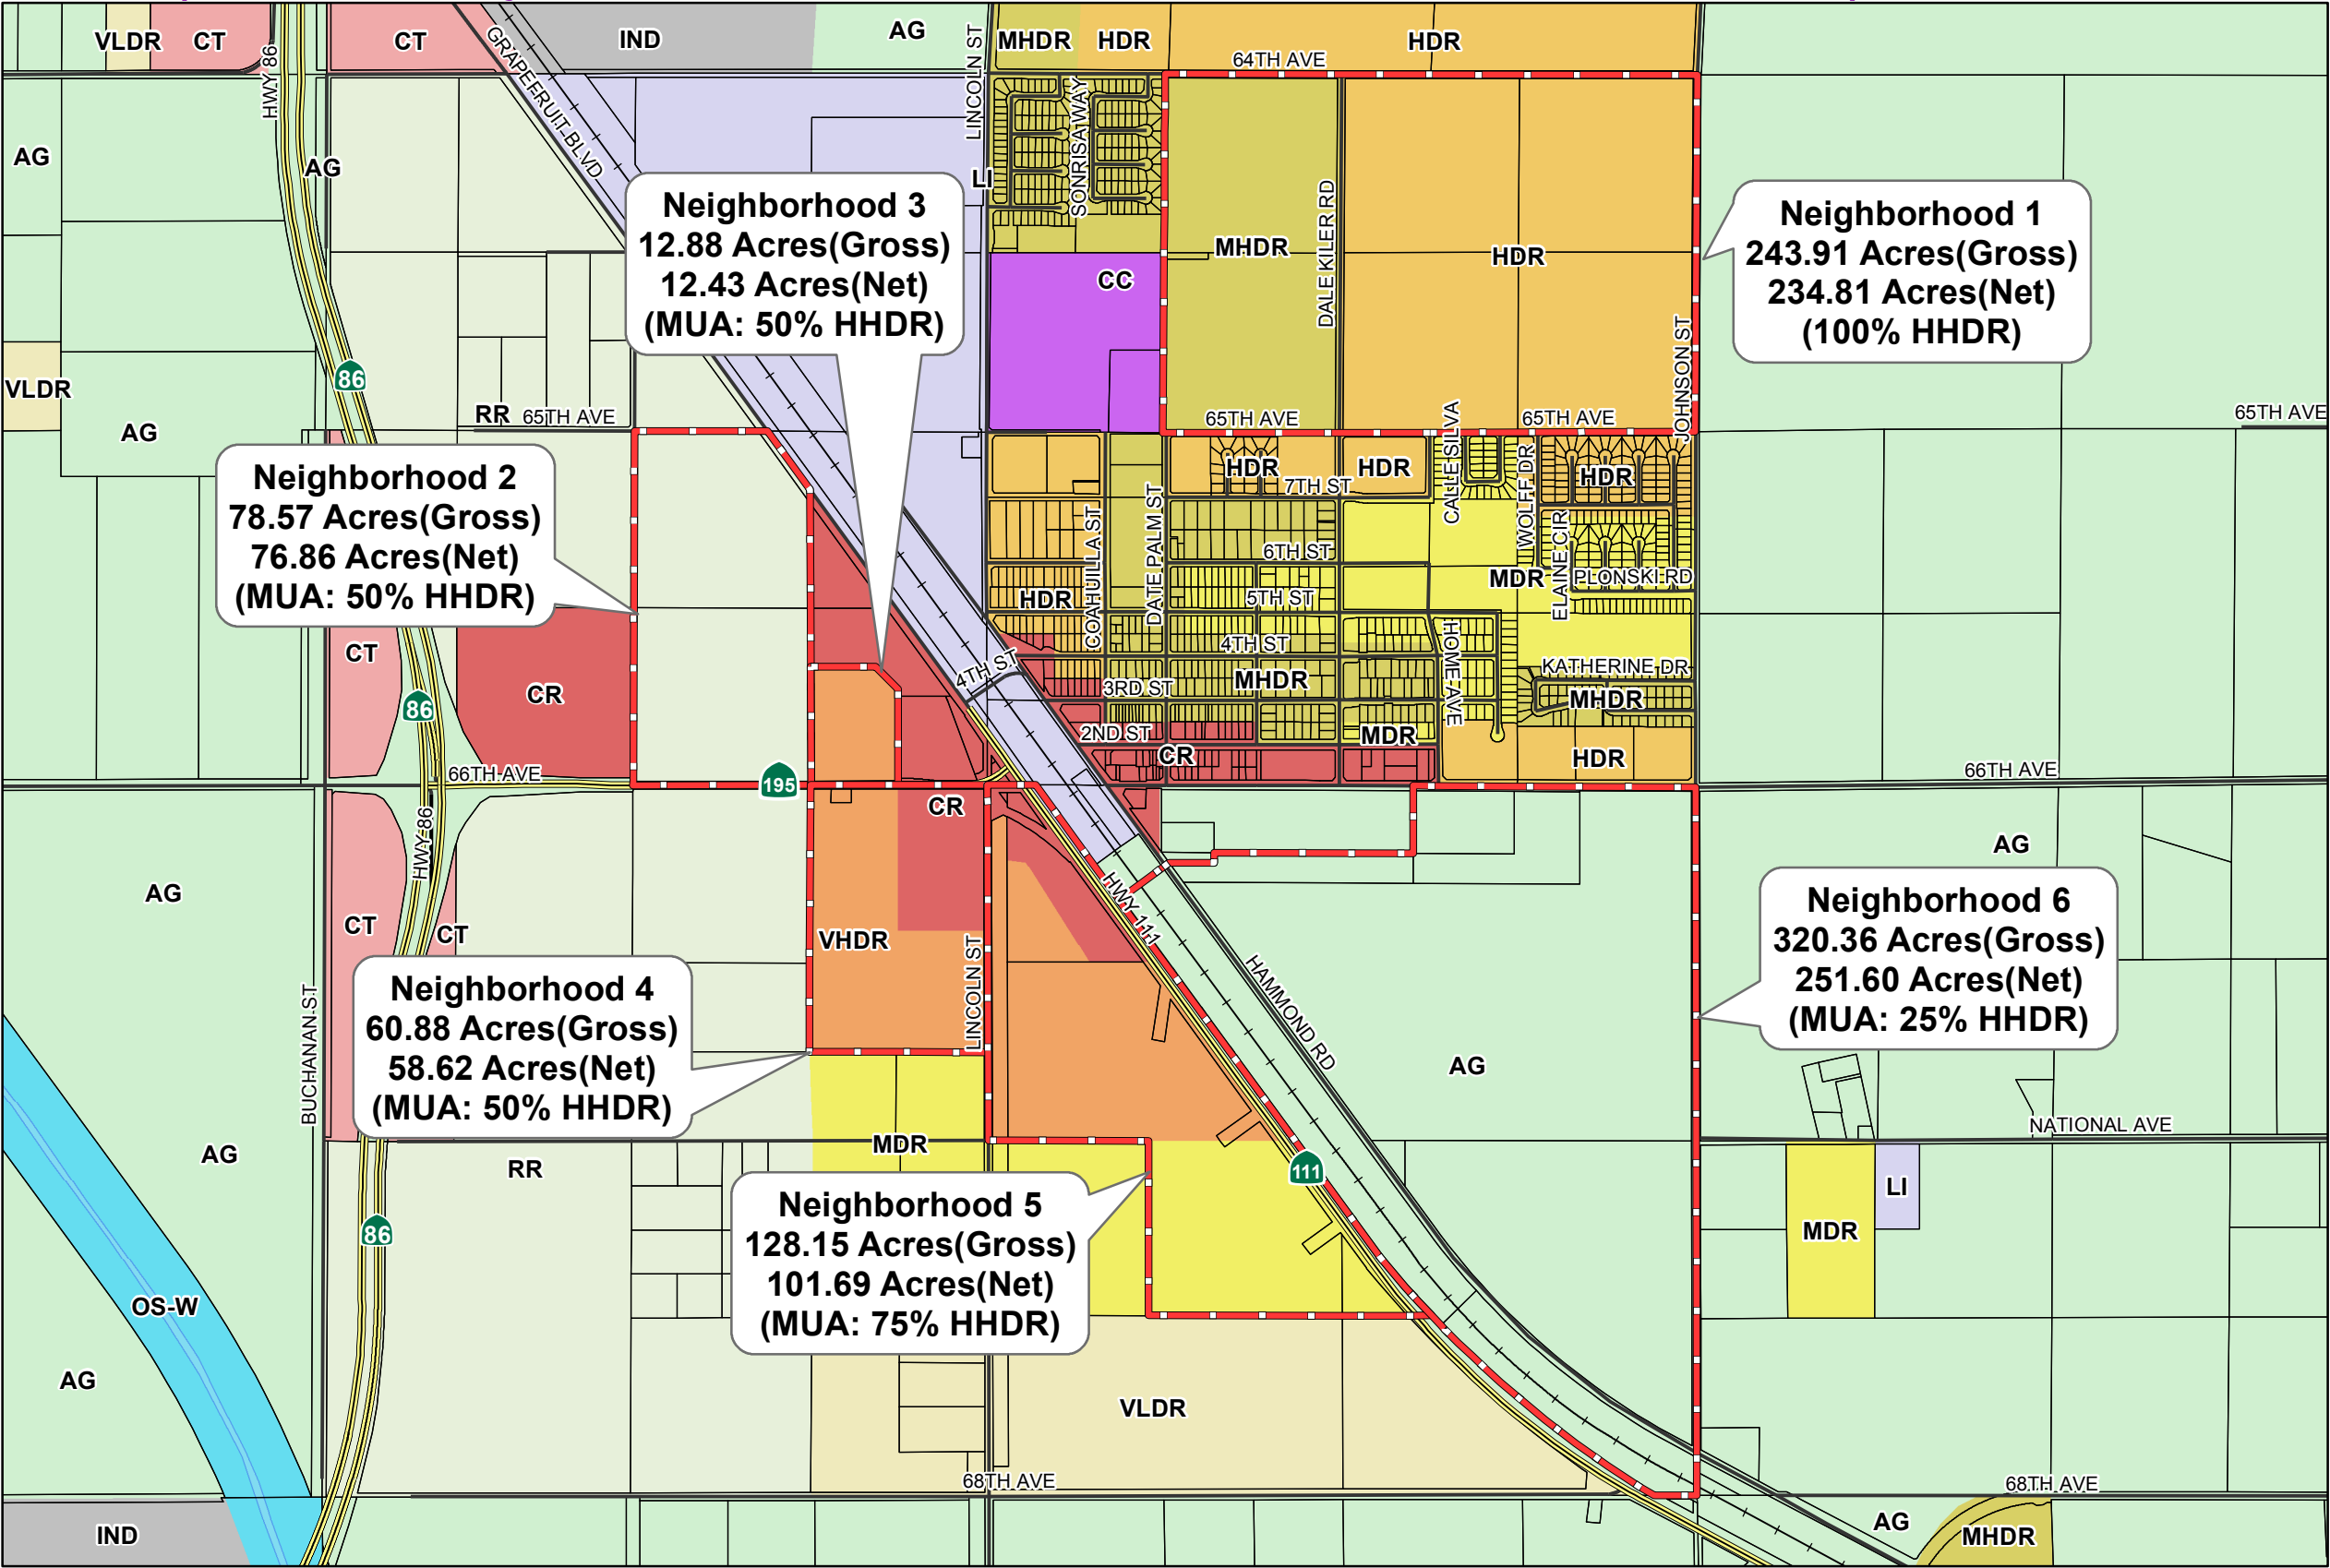 VLDR
CT
HWY 86
CT
GRAPEFRUIT BLVD
IND
AG
LINCOLN ST
MHDR
HDR
HDR
64TH AVE
AG
AG
LI
SONRISA WAY
MHDR
DALE KILER RD
HDR
JOHNSON ST
CC
Neighborhood 3
12.88 Acres(Gross)
12.43 Acres(Net)
(MUA: 50% HHDR)
Neighborhood 1
243.91 Acres(Gross)
234.81 Acres(Net)
(100% HHDR)
86
VLDR
AG
RR
65TH AVE
65TH AVE
65TH AVE
65TH AVE
Neighborhood 2
78.57 Acres(Gross)
76.86 Acres(Net)
(MUA: 50% HHDR)
HDR
HDR
CALLE SILVA
WOLFF DR
HDR
7TH ST
COAHUILLA ST
DATE PALM ST
6TH ST
ELAINE CIR
MDR
PLONSKI RD
HDR
5TH ST
4TH ST
HOME AVE
KATHERINE DR
4TH ST
3RD ST
MHDR
MHDR
2ND ST
MDR
CR
HDR
CT
86
CR
66TH AVE
195
66TH AVE
CR
HWY 86
AG
AG
CT
CT
VHDR
LINCOLN ST
HWY 111
HAMMOND RD
AG
BUCHANAN ST
Neighborhood 6
320.36 Acres(Gross)
251.60 Acres(Net)
(MUA: 25% HHDR)
Neighborhood 4
60.88 Acres(Gross)
58.62 Acres(Net)
(MUA: 50% HHDR)
NATIONAL AVE
AG
RR
MDR
111
MDR
LI
86
Neighborhood 5
128.15 Acres(Gross)
101.69 Acres(Net)
(MUA: 75% HHDR)
OS-W
AG
VLDR
68TH AVE
68TH AVE
IND
AG
MHDR